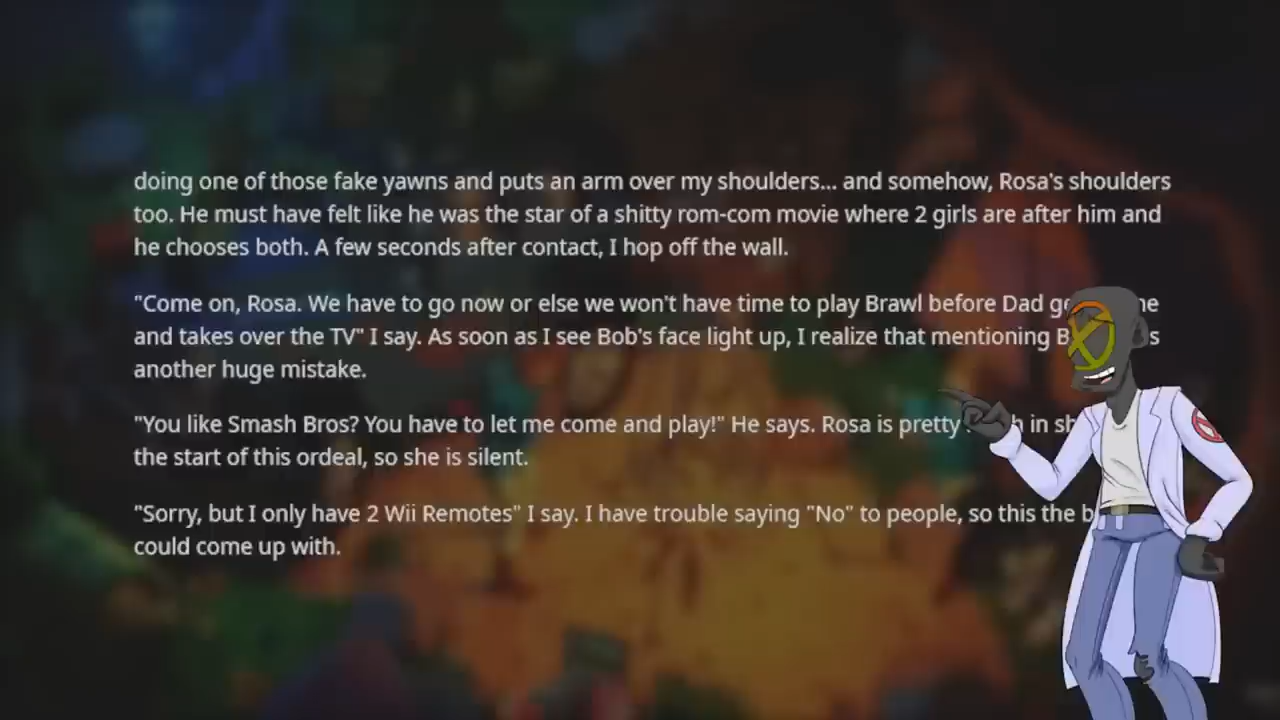 doing one of those fake yawns and puts an arm over my shoulders... and somehow, Rosa's shoulders
too. He must have felt like he was the star of a shitty rom-com movie where 2 girls are after him and
he chooses both. A few seconds after contact, I hop off the wall.
"Come on, Rosa. We have to go now or else we won't have time to play Brawl before Dad
and takes over the TV" I say. As soon as I see Bob's face light up, I realize that mentioning
another huge mistake.
"You like Smash Bros? You have to let me come and play!" He says. Rosa is pretty in
the start of this ordeal, so she is silent.
"Sorry, but I only have 2 Wii Remotes" I say. I have trouble saying "No" to people, so this the
could come up with.